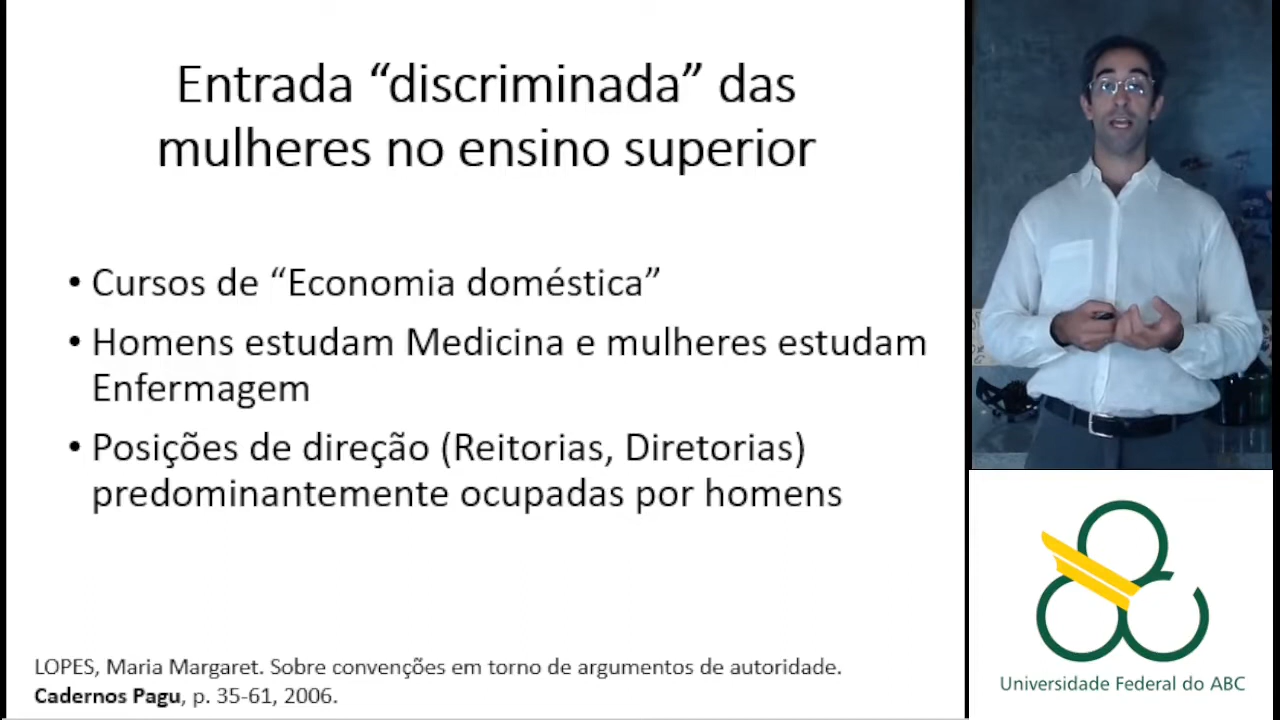 Entrada “discriminada” das
mulheres no ensino superior
• Cursos de “Economia doméstica”
• Homens estudam Medicina e mulheres estudam
Enfermagem
• Posições de direção (Reitorias, Diretorias)
predominantemente ocupadas por homens
LOPES, Maria Margaret. Sobre convenções em torno de argumentos de autoridade.
Cadernos Pagu, p. 35-61, 2006.
Universidade Federal do ABC